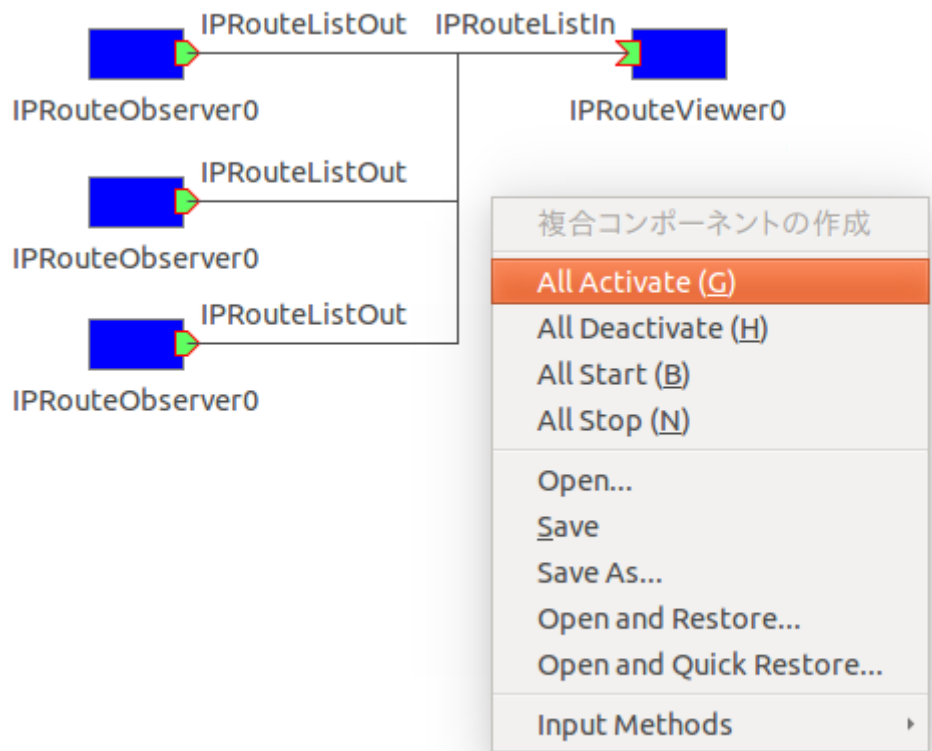 IPRouteListOut IPRouteListIn
IPRouteObserver0 IPRouteViewer0
IPRouteListOut
IPRouteObserver0
IPRouteListOut
IPRouteObserver0
複合コンポーネントの作成
All Activate (G)
All Deactivate (H)
All Start (B)
All Stop (N)
Open...
Save
Save As...
Open and Restore...
Open and Quick Restore...
Input Methods